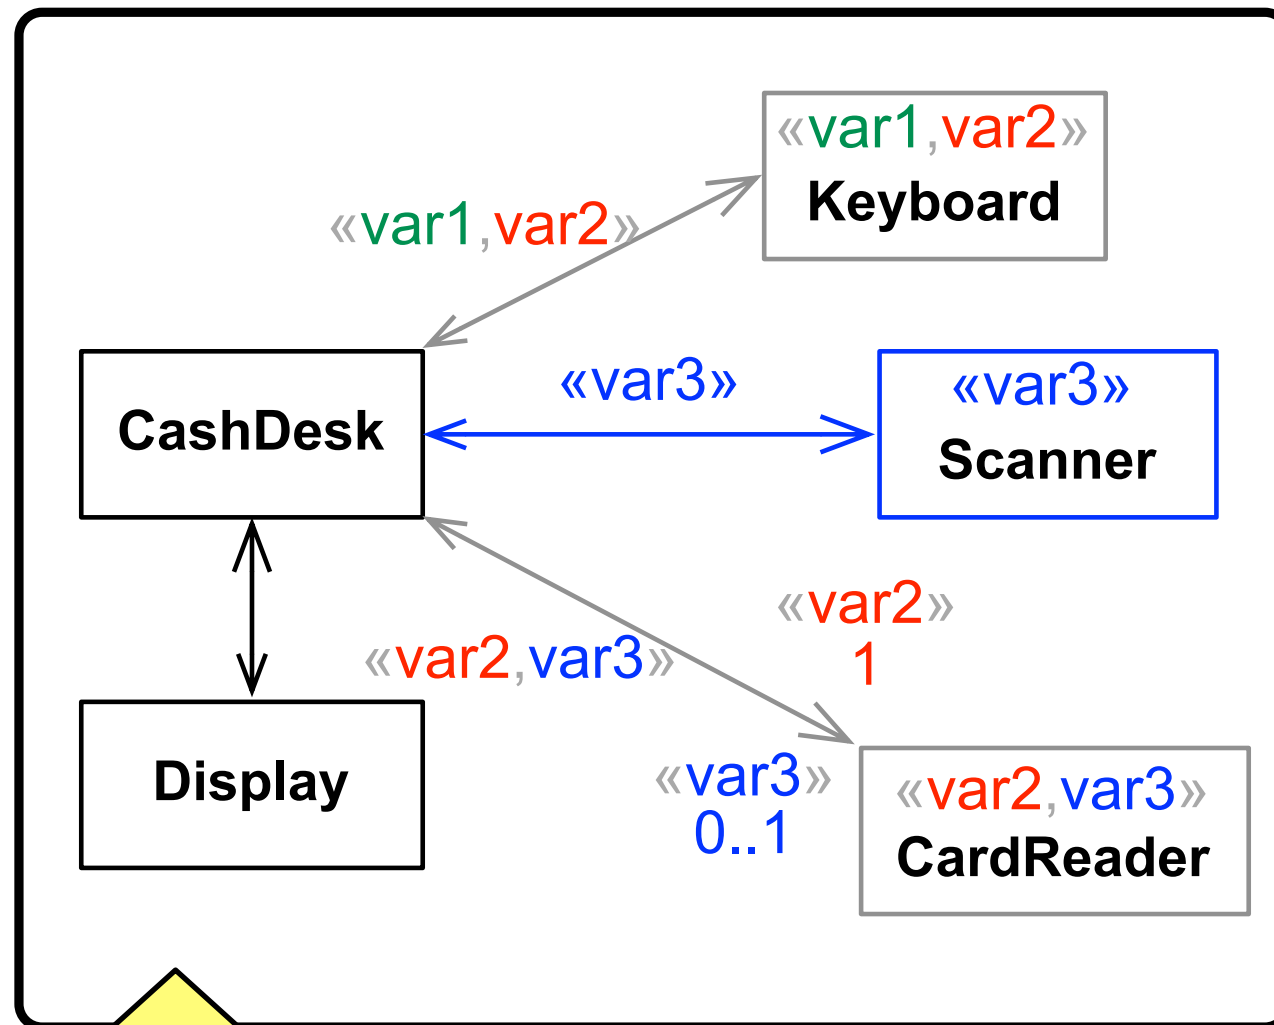 «var1,var2»
Keyboard
«var1,var2»
«var3»
«var3»
CashDesk
Scanner
«var2»
1
«var2,var3»
«var3»
0..1
«var2,var3»
Display
CardReader